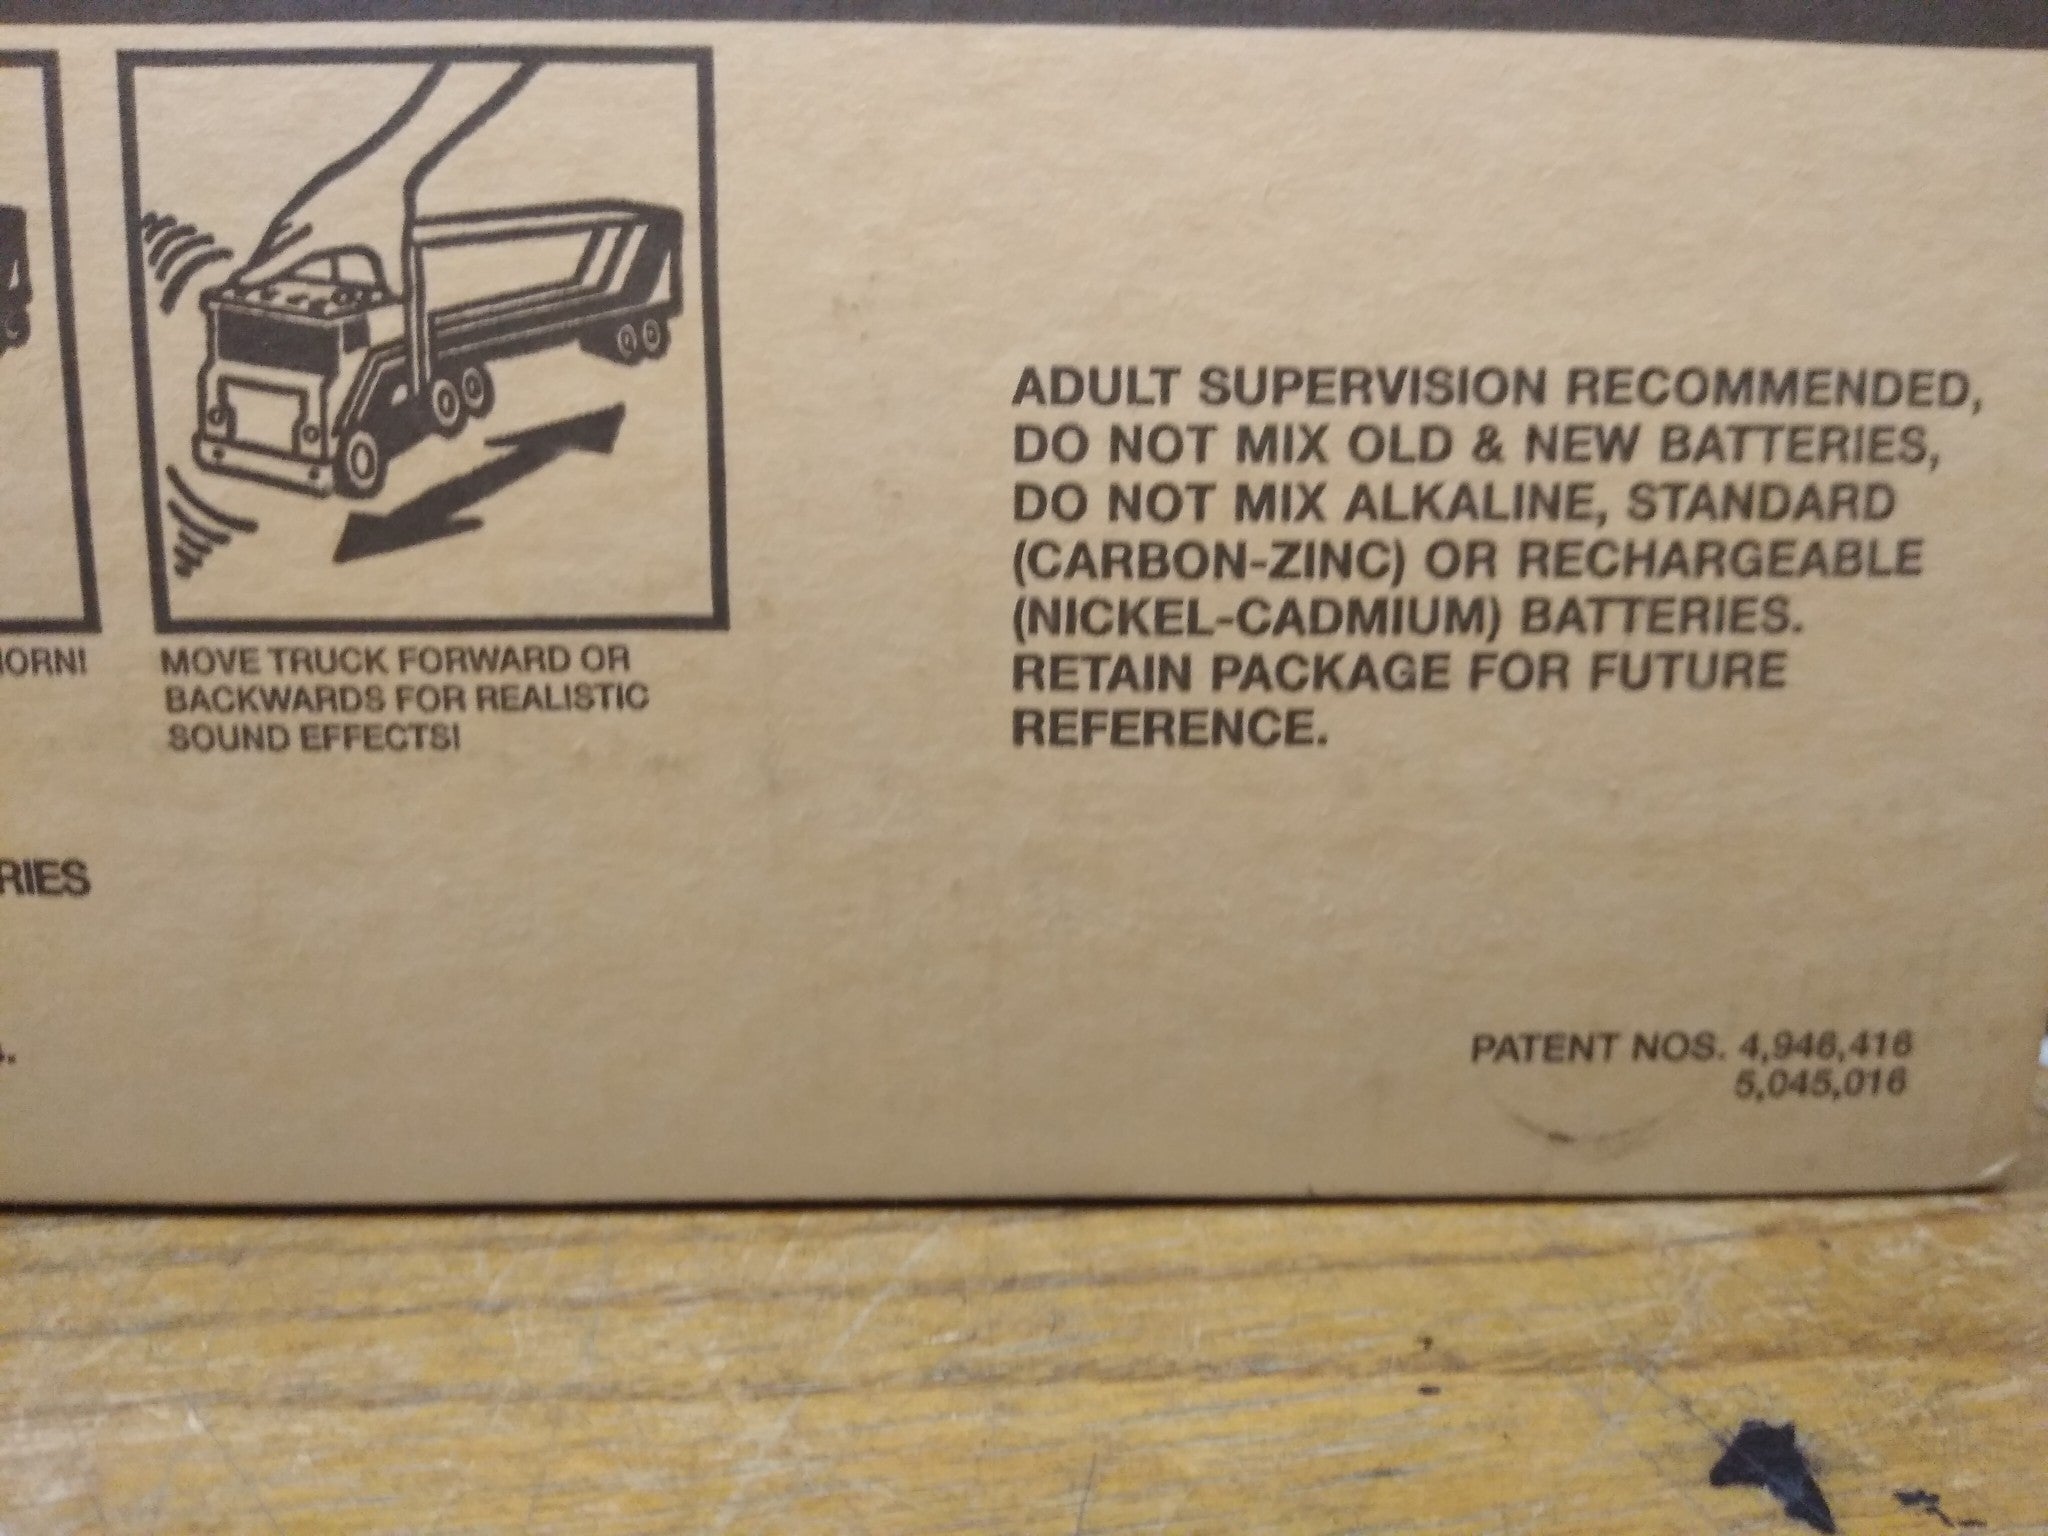 ORN!
MOVE TRUCK FORWARD OR
BACKWARDS FOR REALISTIC
SOUND EFFECTS!
RIES
ADULT SUPERVISION RECOMMENDED,
DO NOT MIX OLD & NEW BATTERIES,
DO NOT MIX ALKALINE, STANDARD
(CARBON-ZINC) OR RECHARGEABLE
(NICKEL-CADMIUM) BATTERIES.
RETAIN PACKAGE FOR FUTURE
REFERENCE.
PATENT NOS. 4,946,416
5,045,016